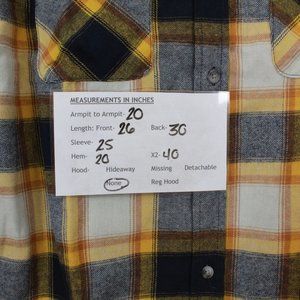 MEASUREMENTS IN INCHES
Armpit to Armpit- 20
Length: Front- 26 Back- 30
Sleeve- 25
Hem- 20 X2- 40
Hood- Hideaway Missing Detachable
None Reg Hood